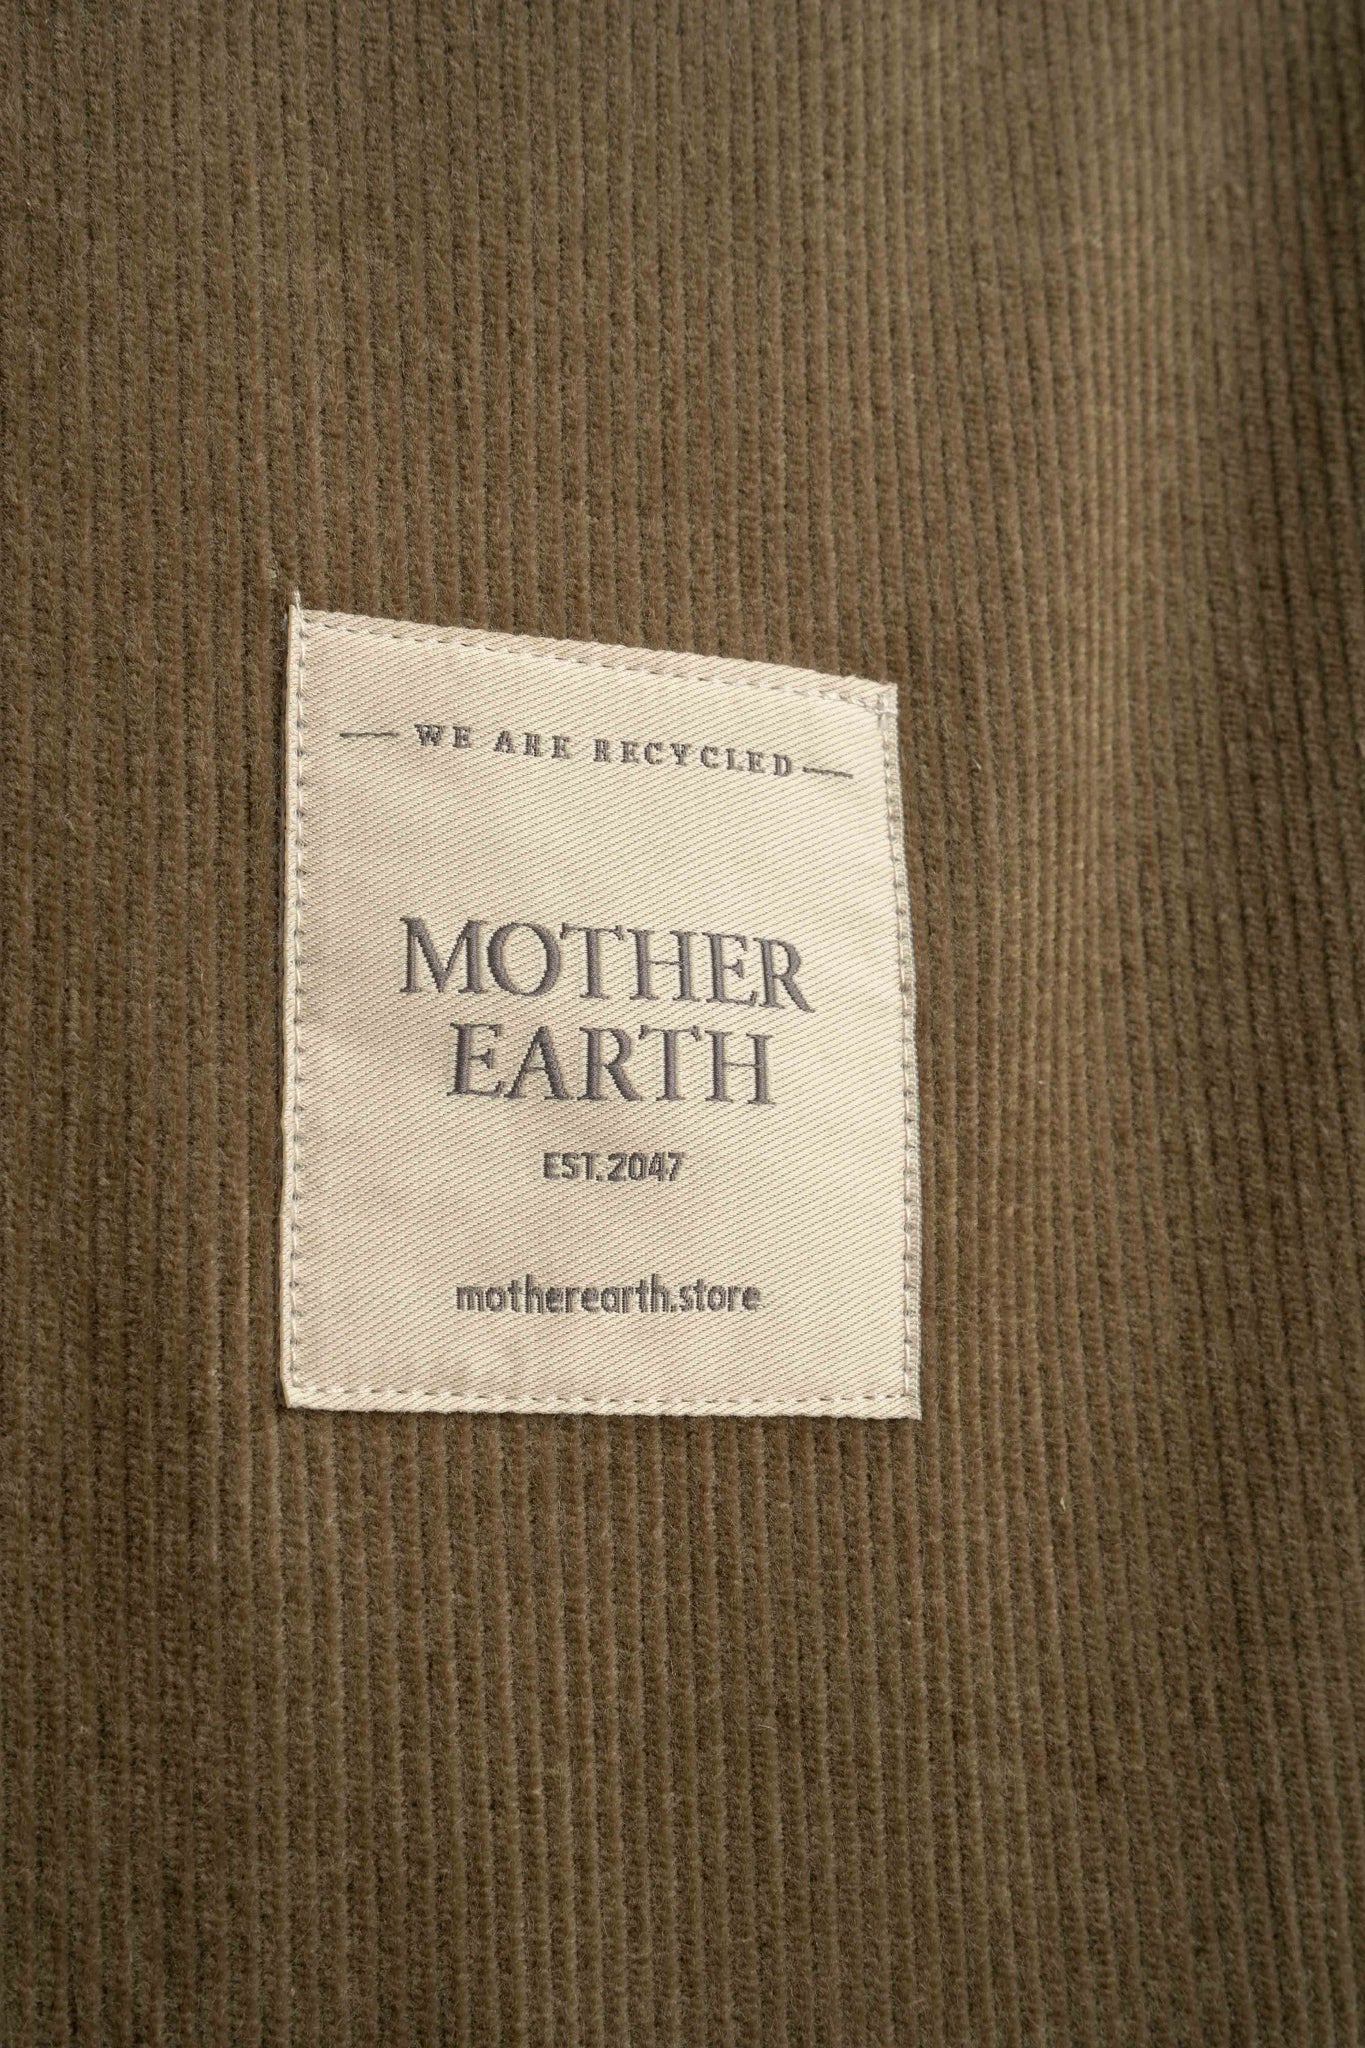 WE ARE RECYCLED
MOTHER
EARTH
EST.2047
motherearth.store